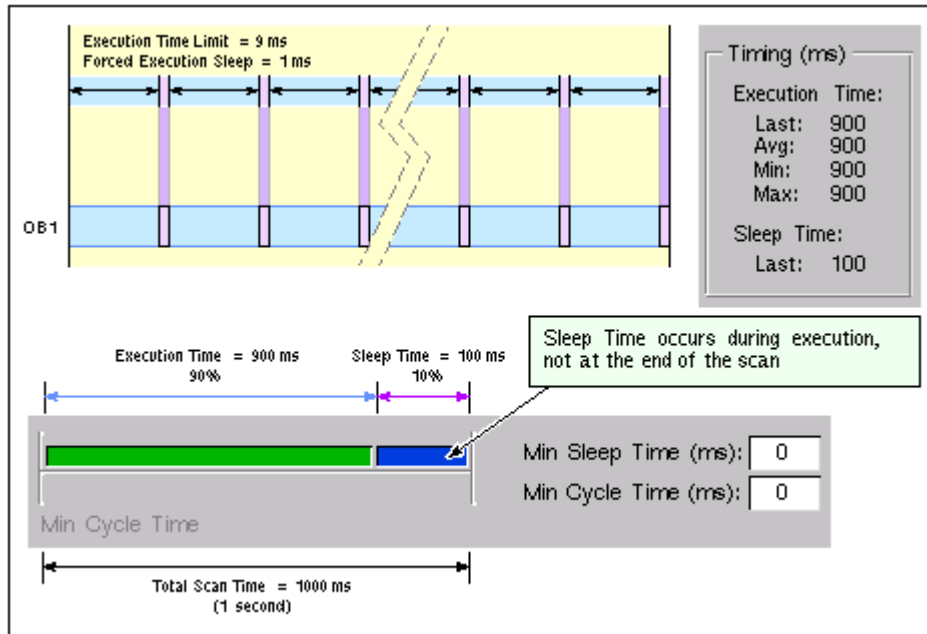 Execution Time Limit = 9 ms
Forced Execution Sleep = 1 ms
OB1
Timing (ms)
Execution Time:
Last: 900
Avg: 900
Min: 900
Max: 900
Sleep Time:
Last: 100
Sleep Time occurs during execution,
not at the end of the scan
Execution Time = 900 ms
90%
Sleep Time = 100 ms
10%
Min Sleep Time (ms): 0
Min Cycle Time (ms): 0
Min Cycle Time
Total Scan Time = 1000 ms
(1 second)